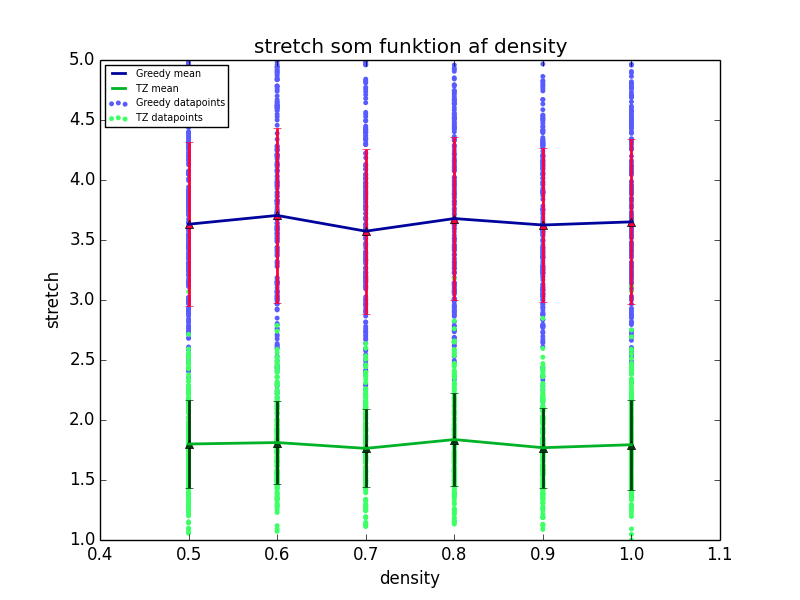 stretch som funktion af density
5.0
4.5
4.0
3.5
3.0
2.5
2.0
1.5
1.0
stretch
Greedy mean
TZ mean
Greedy datapoints
TZ datapoints
0.4 0.5 0.6 0.7 0.8 0.9 1.0 1.1
density